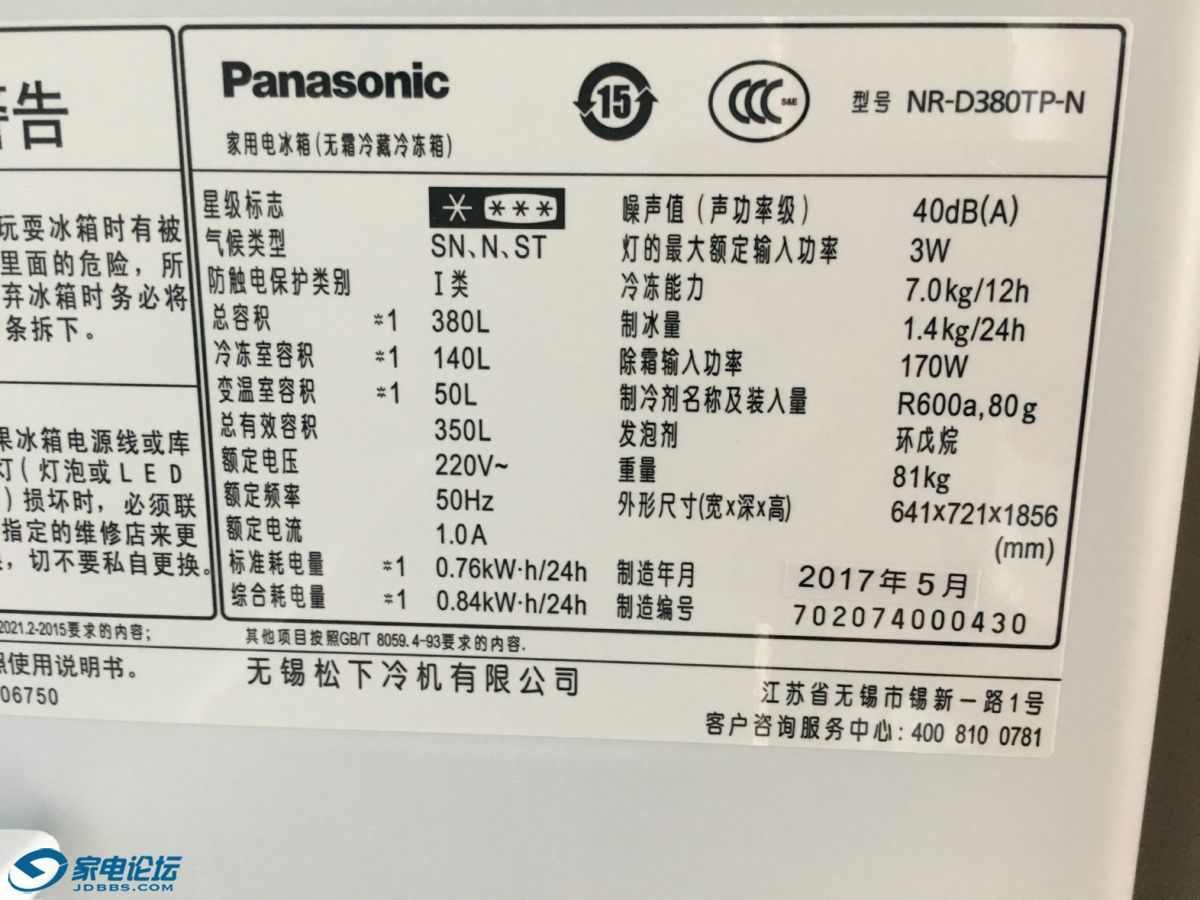 警告
玩耍冰箱时有被
里面的危险，所
弃冰箱时务必将
条拆下。
果冰箱电源线或库
灯(灯泡或LED
)损坏时，必须联
指定的维修店来更
，切不要私自更换。
2021.2-2015要求的内容；
照使用说明书。
06750
Panasonic
家用电冰箱(无霜冷藏冷冻箱)
15
CCC S&E
型号 NR-D380TP-N
星级标志 * ***
气候类型 SN、N、ST
防触电保护类别 I 类
总容积 *1 380L
冷冻室容积 *1 140L
变温室容积 *1 50L
总有效容积 350L
额定电压 220V~
额定频率 50Hz
额定电流 1.0A
标准耗电量 *1 0.76kW·h/24h
综合耗电量 *1 0.84kW·h/24h
噪声值（声功率级） 40dB(A)
灯的最大额定输入功率 3W
冷冻能力 7.0kg/12h
制冰量 1.4kg/24h
除霜输入功率 170W
制冷剂名称及装入量 R600a,80g
发泡剂 环戊烷
重量 81kg
外形尺寸(宽x深x高) 641x721x1856
(mm)
制造年月 2017年5月
制造编号 702074000430
其他项目按照GB/T 8059.4-93要求的内容.
无锡松下冷机有限公司
江苏省无锡市锡新一路1号
客户咨询服务中心: 400 810 0781
家电论坛
JDBBS.COM